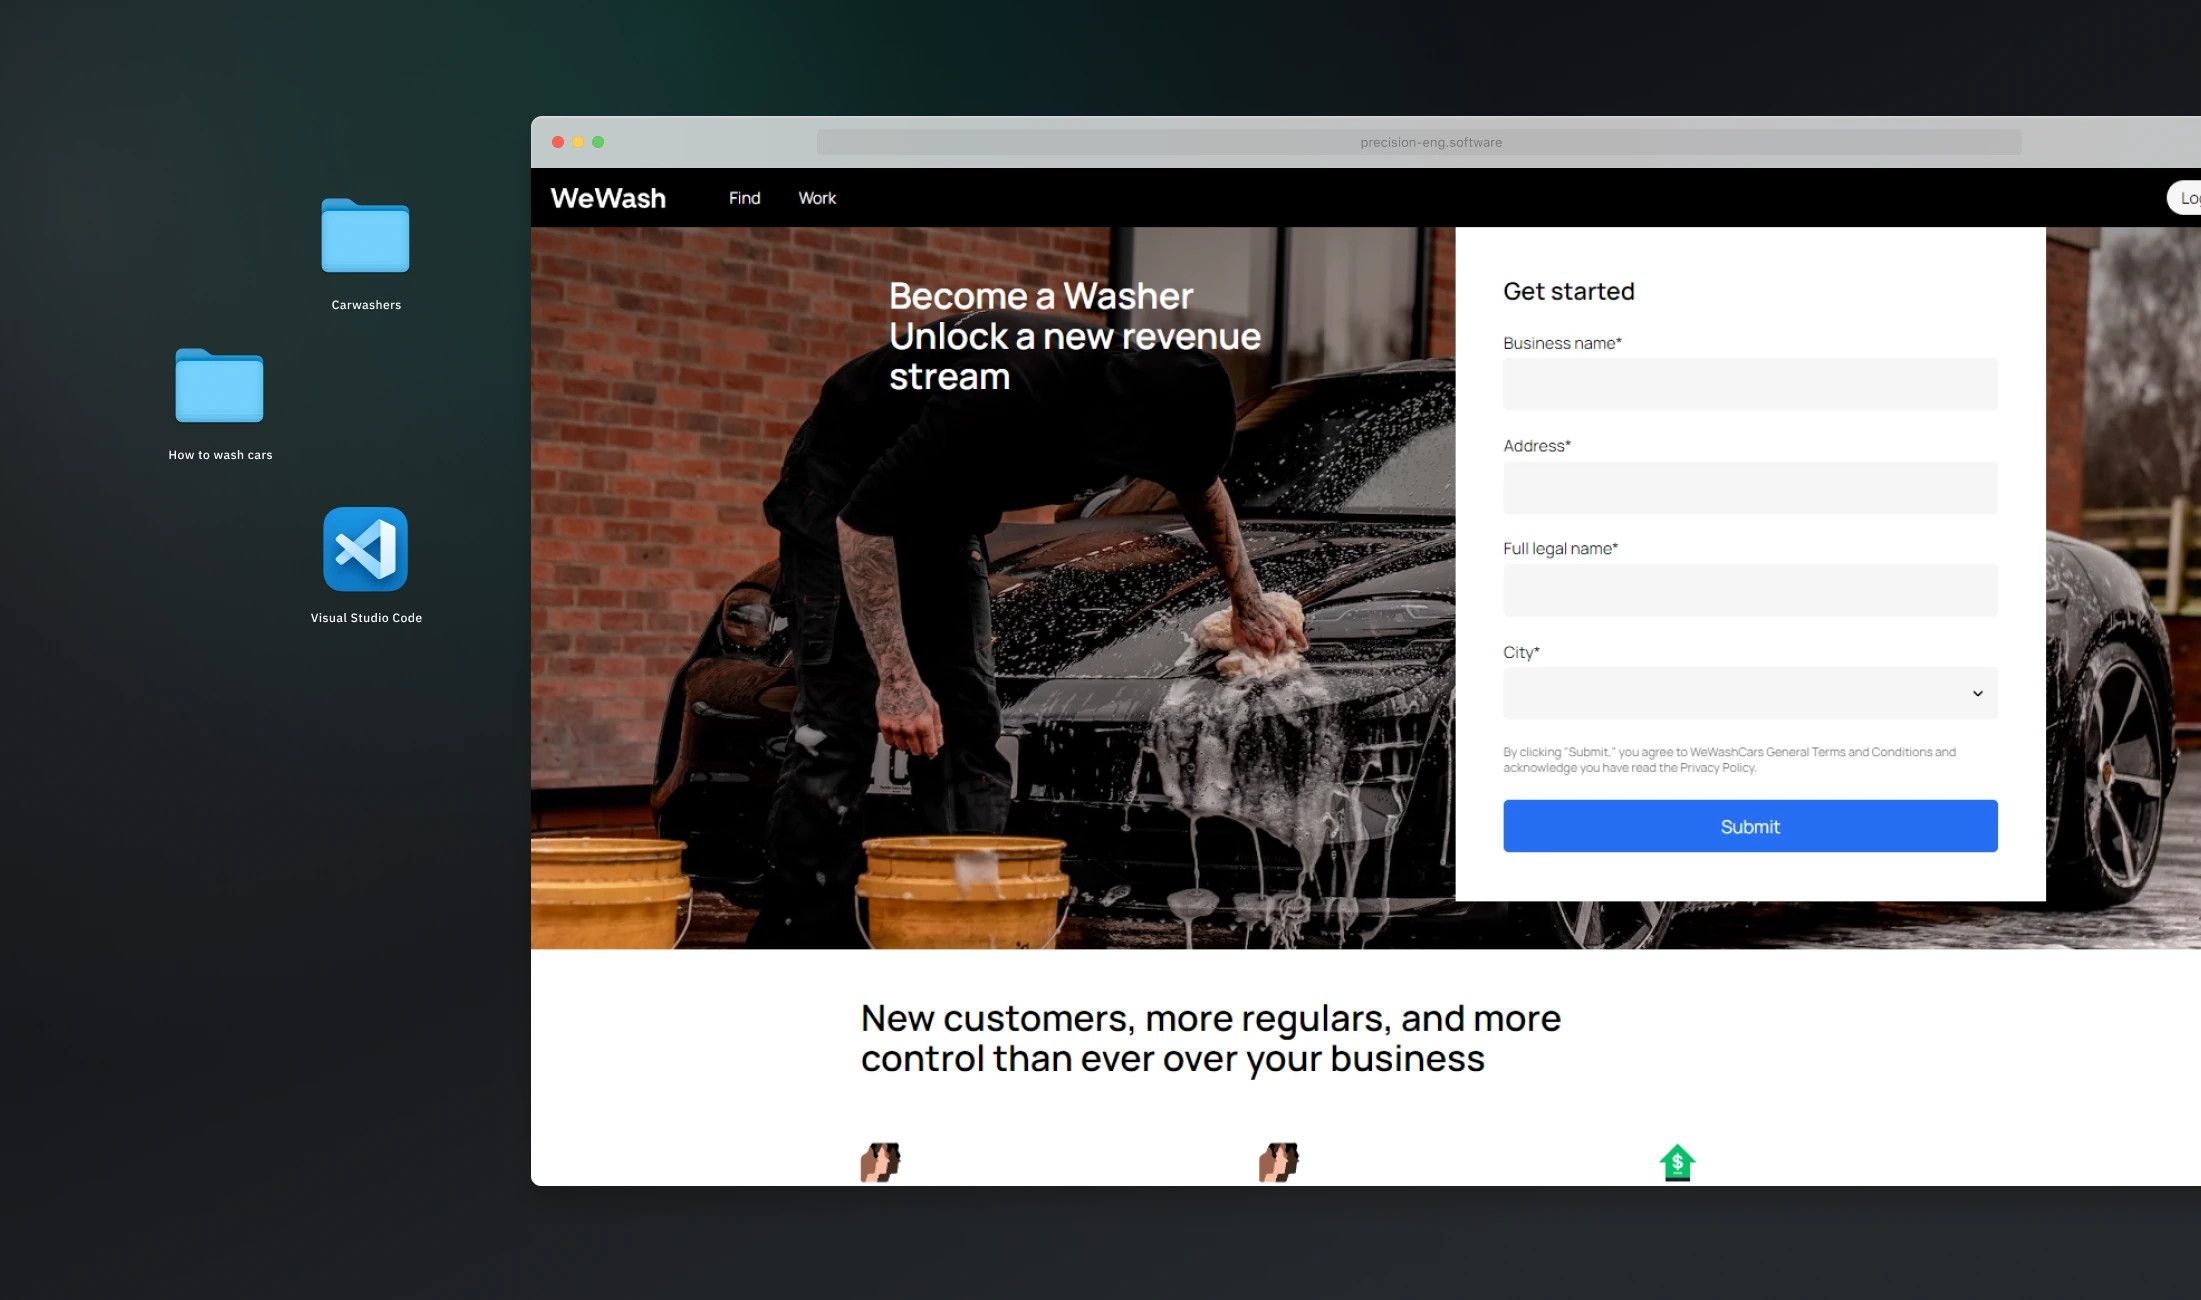 precision-eng.software
WeWash
Find
Work
Carwashers
How to wash cars
Visual Studio Code
Become a Washer
Unlock a new revenue
stream
Get started
Business name*
Address*
Full legal name*
City*
By clicking "Submit," you agree to WeWashCars General Terms and Conditions and
acknowledge you have read the Privacy Policy.
Submit
New customers, more regulars, and more
control than ever over your business
$